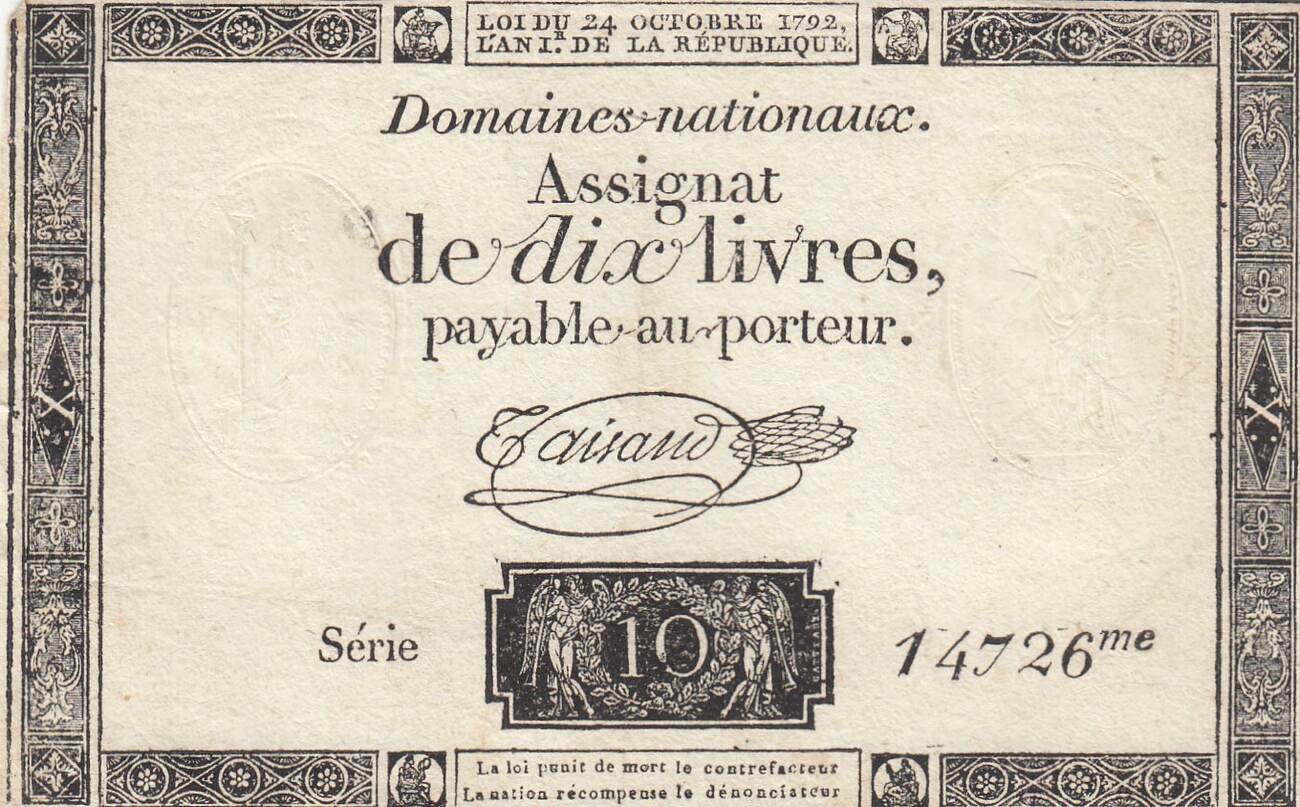 LOI DU 24 OCTOBRE 1792,
L'AN I.R DE LA RÉPUBLIQUE.
Domaines nationaux.
Assignat
de dix livres,
payable au porteur.
X. X.
Taisaud
10
Série 14726me
La loi punit de mort le contrefacteur
La nation récompense le dénonciateur